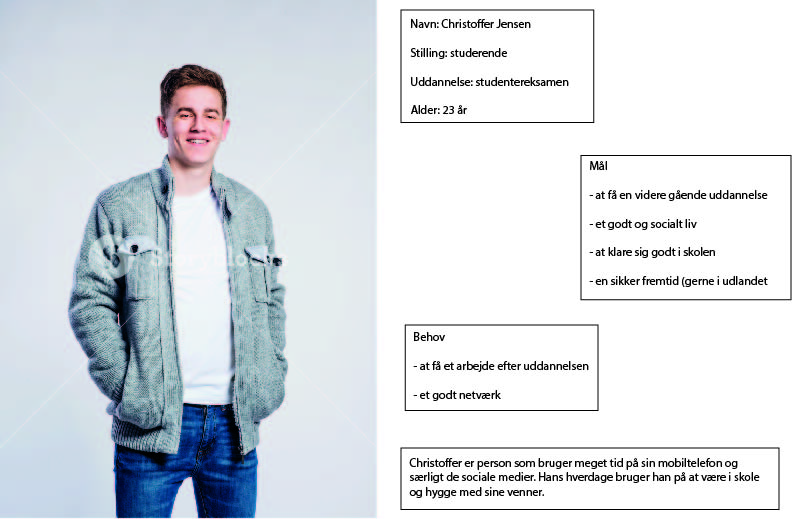 Navn: Christoffer Jensen
Stilling: studerende
Uddannelse: studentereksamen
Alder: 23 år
Mål
- at få en videre gående uddannelse
- et godt og socialt liv
- at klare sig godt i skolen
- en sikker fremtid (gerne i udlandet
Behov
- at få et arbejde efter uddannelsen
- et godt netværk
Christoffer er person som bruger meget tid på sin mobiltelefon og
særligt de sociale medier. Hans hverdage bruger han på at være i skole
og hygge med sine venner.